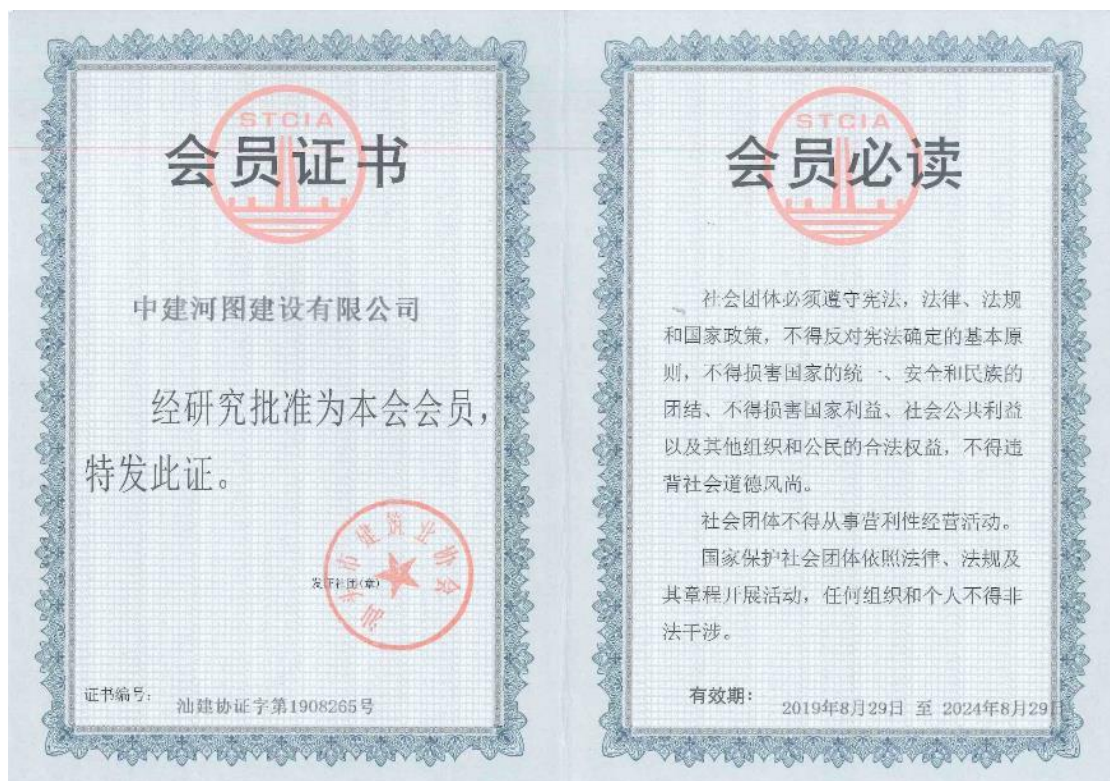 STCIA
会员证书
中建河图建设有限公司
经研究批准为本会会员，
特发此证。
汕头市建筑业协会
发证社团(章)
证书编号：
汕建协证字第1908265号
STCIA
会员必读
社会团体必须遵守宪法，法律、法规
和国家政策，不得反对宪法确定的基本原
则，不得损害国家的统一、安全和民族的
团结、不得损害国家利益、社会公共利益
以及其他组织和公民的合法权益，不得违
背社会道德风尚。
社会团体不得从事营利性经营活动。
国家保护社会团体依照法律、法规及
其章程开展活动，任何组织和个人不得非
法干涉。
有效期：
2019年8月29日 至 2024年8月29日